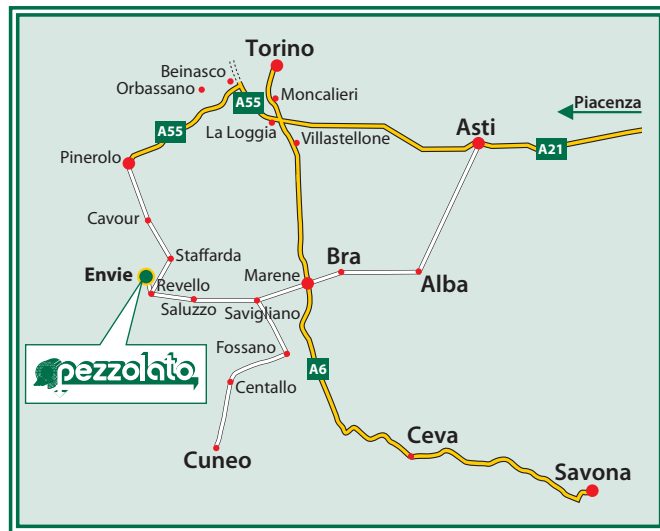 Torino
Beinasco
Orbassano
A55
Moncalieri
Piacenza
A55
La Loggia
Villastellone
Asti
A21
Pinerolo
Cavour
Staffarda
Bra
Envie
Revello
Marene
Alba
Saluzzo
Savigliano
Fossano
pezzolato
A6
Centallo
Ceva
Cuneo
Savona